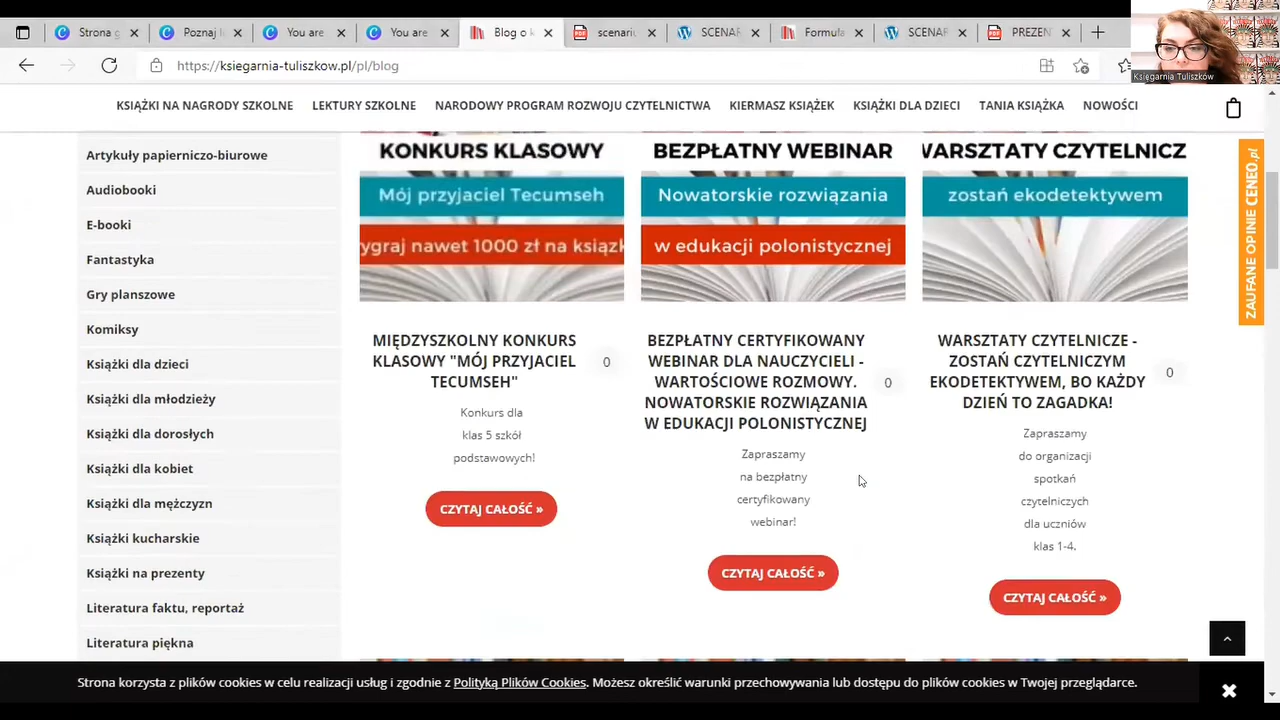 Strona g
Poznaj l
You are
You are
Blog o k
scenari
SCENAR
Formula
SCENAR
PREZEN
https://ksiegarnia-tuliszkow.pl/pl/blog
Księgarnia Tuliszków
KSIĄŻKI NA NAGRODY SZKOLNE LEKTURY SZKOLNE NARODOWY PROGRAM ROZWOJU CZYTELNICTWA KIERMASZ KSIĄŻEK KSIĄŻKI DLA DZIECI TANIA KSIĄŻKA NOWOŚCI
Artykuły papierniczo-biurowe
Audiobooki
E-booki
Fantastyka
Gry planszowe
Komiksy
Książki dla dzieci
Książki dla młodzieży
Książki dla dorosłych
Książki dla kobiet
Książki dla mężczyzn
Książki kucharskie
Książki na prezenty
Literatura faktu, reportaż
Literatura piękna
KONKURS KLASOWY
Mój przyjaciel Tecumseh
ygraj nawet 1000 zł na książk
MIĘDZYSZKOLNY KONKURS
KLASOWY "MÓJ PRZYJACIEL
TECUMSEH"
0
Konkurs dla
klas 5 szkół
podstawowych!
CZYTAJ CAŁOŚĆ »
BEZPŁATNY WEBINAR
Nowatorskie rozwiązania
w edukacji polonistycznej
BEZPŁATNY CERTYFIKOWANY
WEBINAR DLA NAUCZYCIELI -
WARTOŚCIOWE ROZMOWY.
NOWATORSKIE ROZWIĄZANIA
W EDUKACJI POLONISTYCZNEJ
0
Zapraszamy
na bezpłatny
certyfikowany
webinar!
CZYTAJ CAŁOŚĆ »
WARSZTATY CZYTELNICZ
zostań ekodetektywem
WARSZTATY CZYTELNICZE -
ZOSTAŃ CZYTELNICZYM
EKODETEKTYWEM, BO KAŻDY
DZIEŃ TO ZAGADKA!
0
Zapraszamy
do organizacji
spotkań
czytelniczych
dla uczniów
klas 1-4.
CZYTAJ CAŁOŚĆ »
ZAUFANE OPINIE CENEO.pl
Strona korzysta z plików cookies w celu realizacji usług i zgodnie z Polityką Plików Cookies. Możesz określić warunki przechowywania lub dostępu do plików cookies w Twojej przeglądarce.